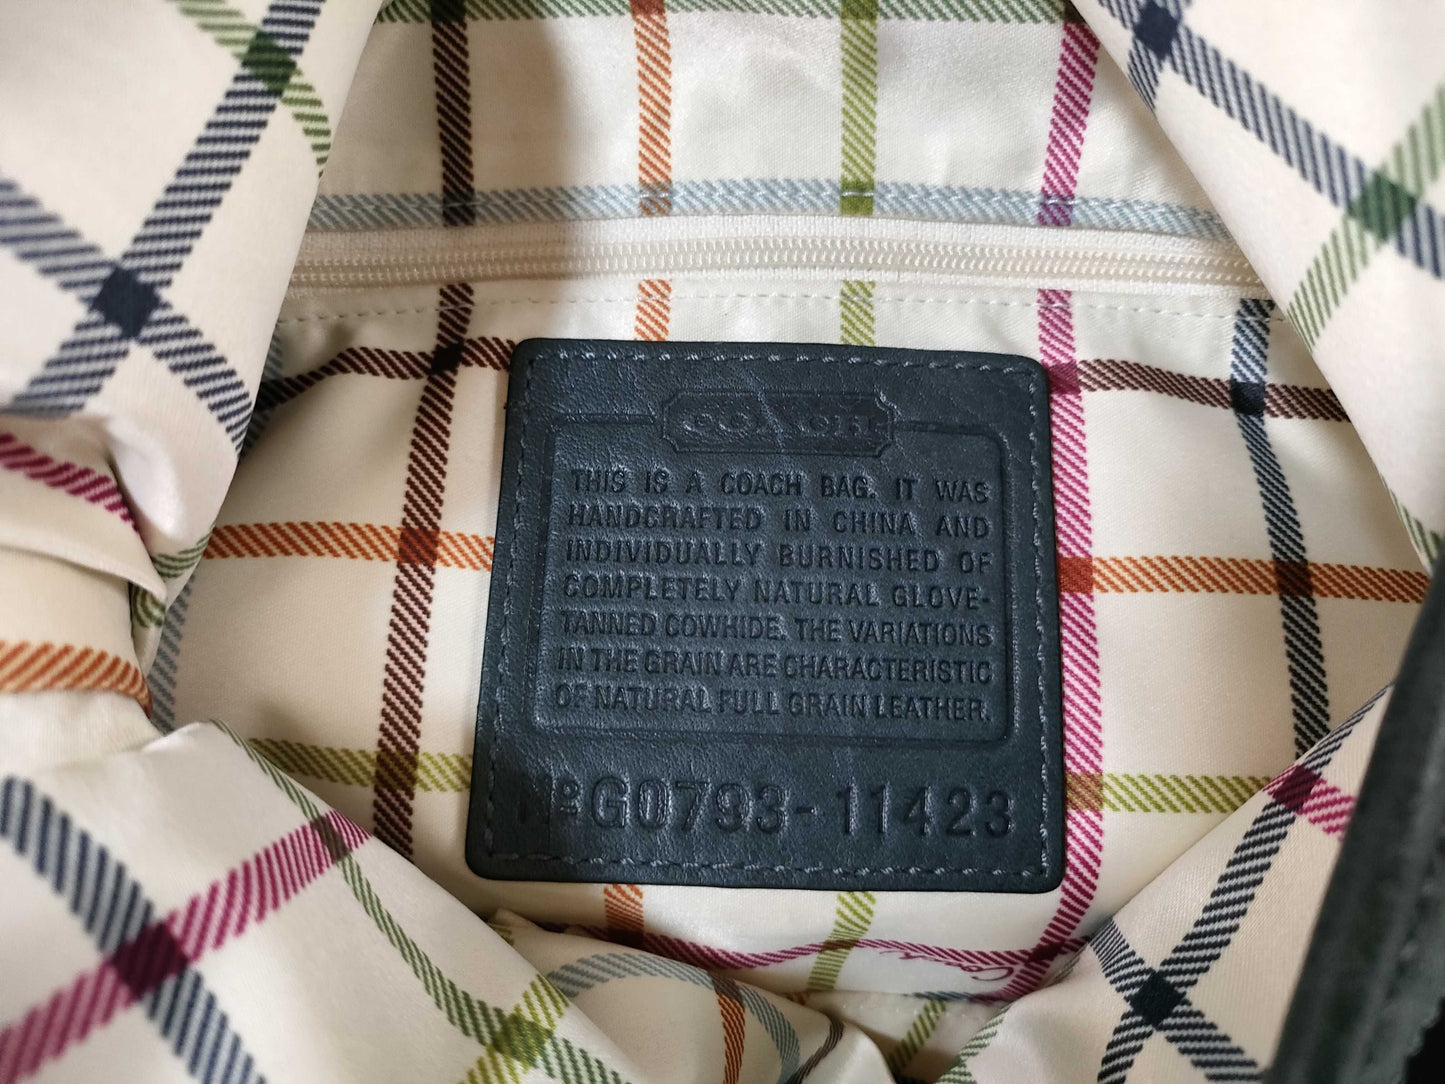 COACH
THIS IS A COACH BAG. IT WAS
HANDCRAFTED IN CHINA AND
INDIVIDUALLY BURNISHED OF
COMPLETELY NATURAL GLOVE-
TANNED COWHIDE. THE VARIATIONS
IN THE GRAIN ARE CHARACTERISTIC
OF NATURAL FULL GRAIN LEATHER.
Nº G0793-11423
Coach